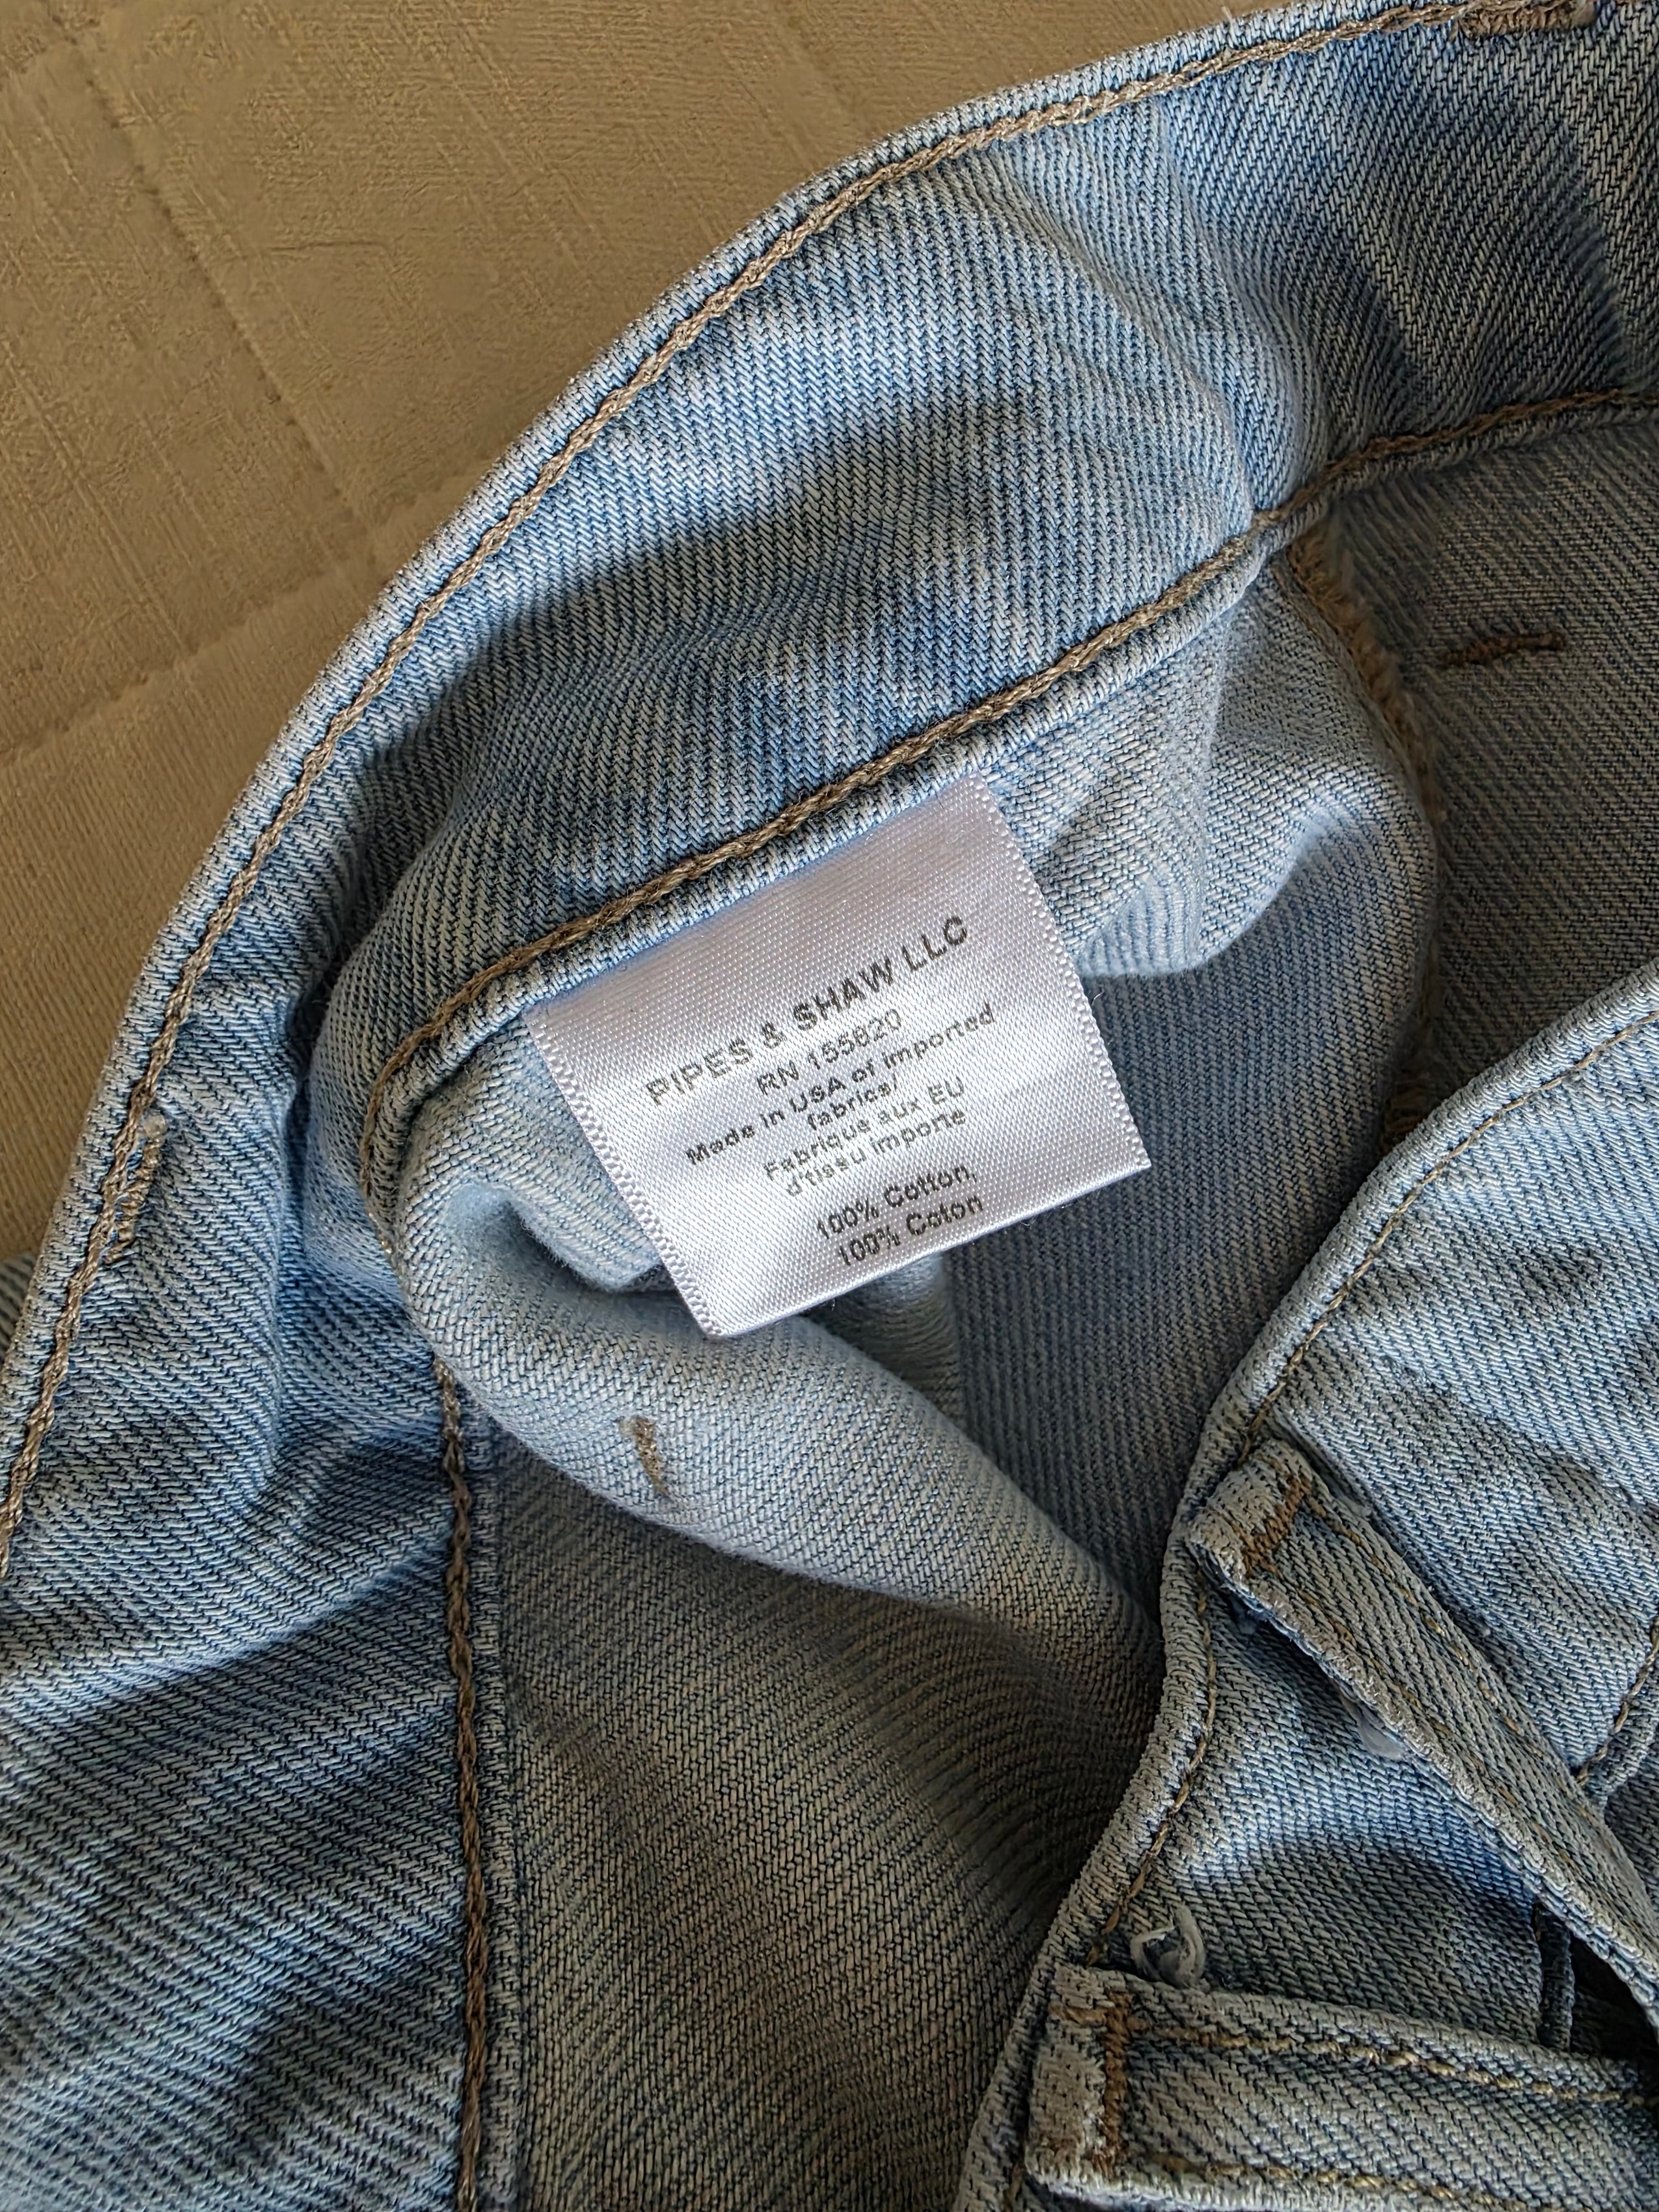 PIPES & SHAW LLC
RN 155620
Made in USA of imported
fabrics/
Fabrique aux EU
d'tissu importe
100% Cotton,
100% Coton